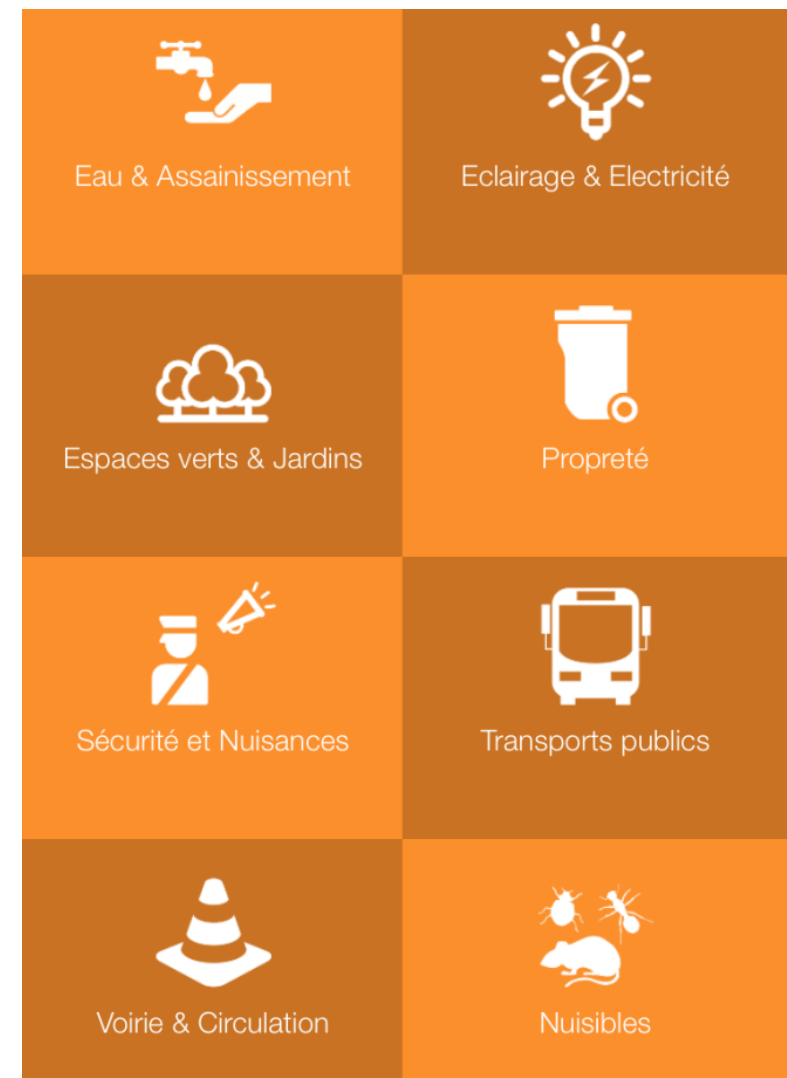 Eau & Assainissement
Eclairage & Electricité
Espaces verts & Jardins
Propreté
Sécurité et Nuisances
Transports publics
Voirie & Circulation
Nuisibles